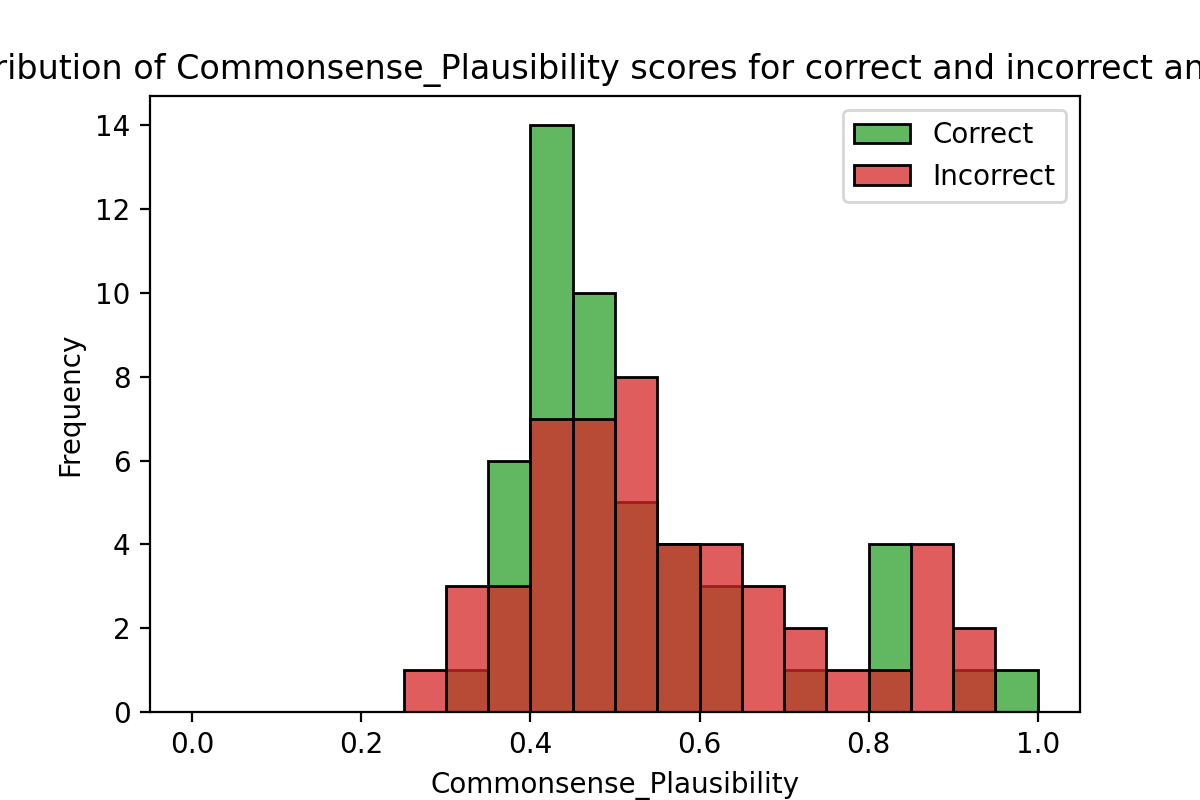 ribution of Commonsense_Plausibility scores for correct and incorrect an
Correct
Incorrect
Frequency
14
12
10
8
6
4
2
0
0.0 0.2 0.4 0.6 0.8 1.0
Commonsense_Plausibility